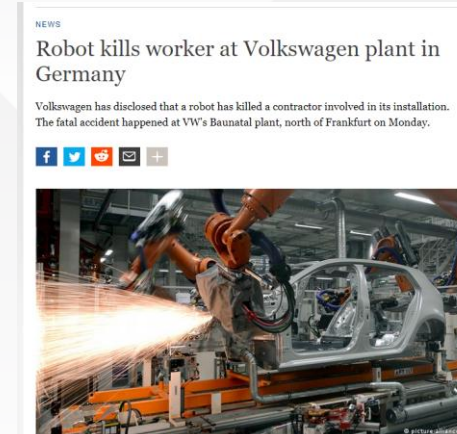 NEWS
Robot kills worker at Volkswagen plant in
Germany
Volkswagen has disclosed that a robot has killed a contractor involved in its installation.
The fatal accident happened at VW's Baunatal plant, north of Frankfurt on Monday.
© picture alliance